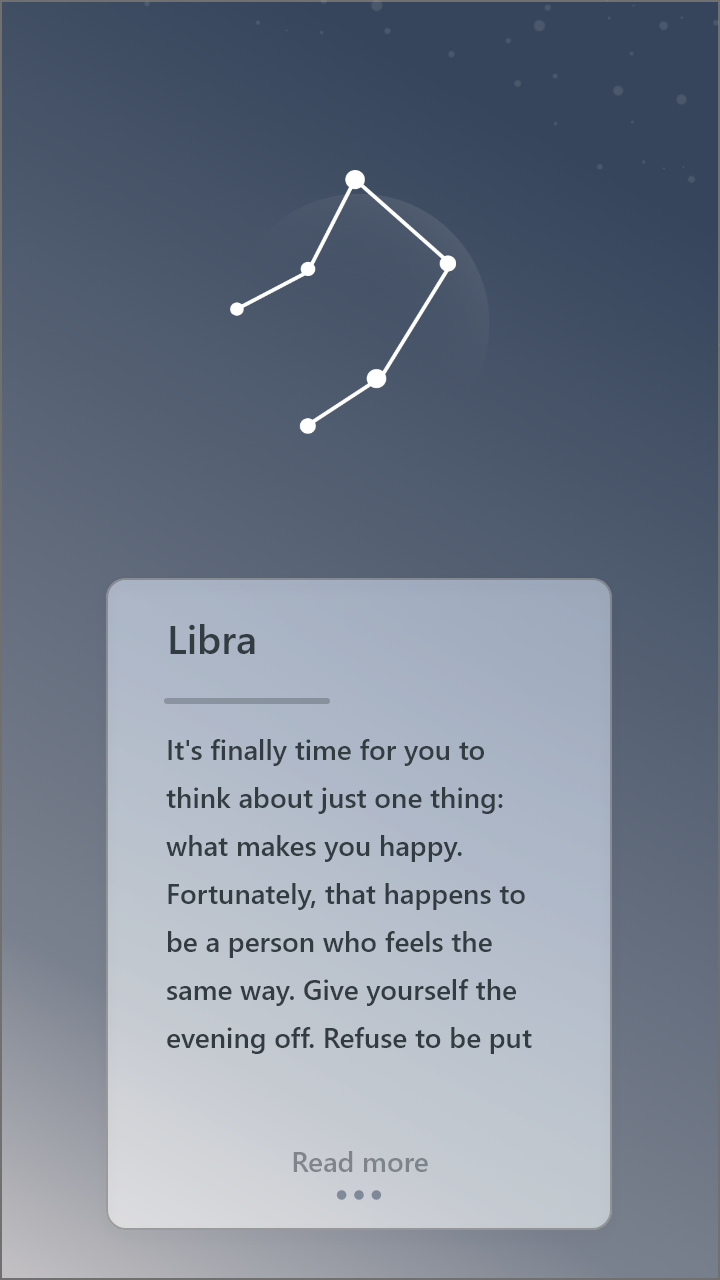 Libra
It's finally time for you to
think about just one thing:
what makes you happy.
Fortunately, that happens to
be a person who feels the
same way. Give yourself the
evening off. Refuse to be put
Read more